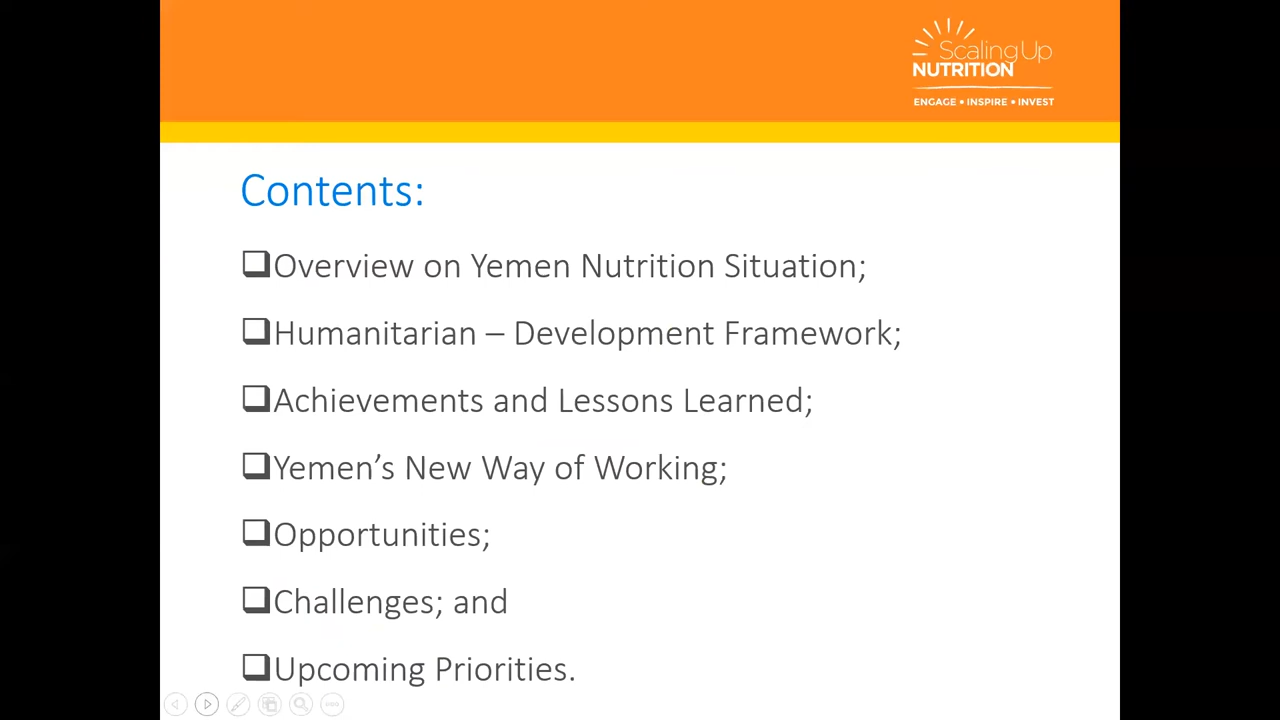 Scaling Up
NUTRITION
ENGAGE • INSPIRE • INVEST
Contents:
❑Overview on Yemen Nutrition Situation;
❑Humanitarian – Development Framework;
❑Achievements and Lessons Learned;
❑Yemen’s New Way of Working;
❑Opportunities;
❑Challenges; and
❑Upcoming Priorities.